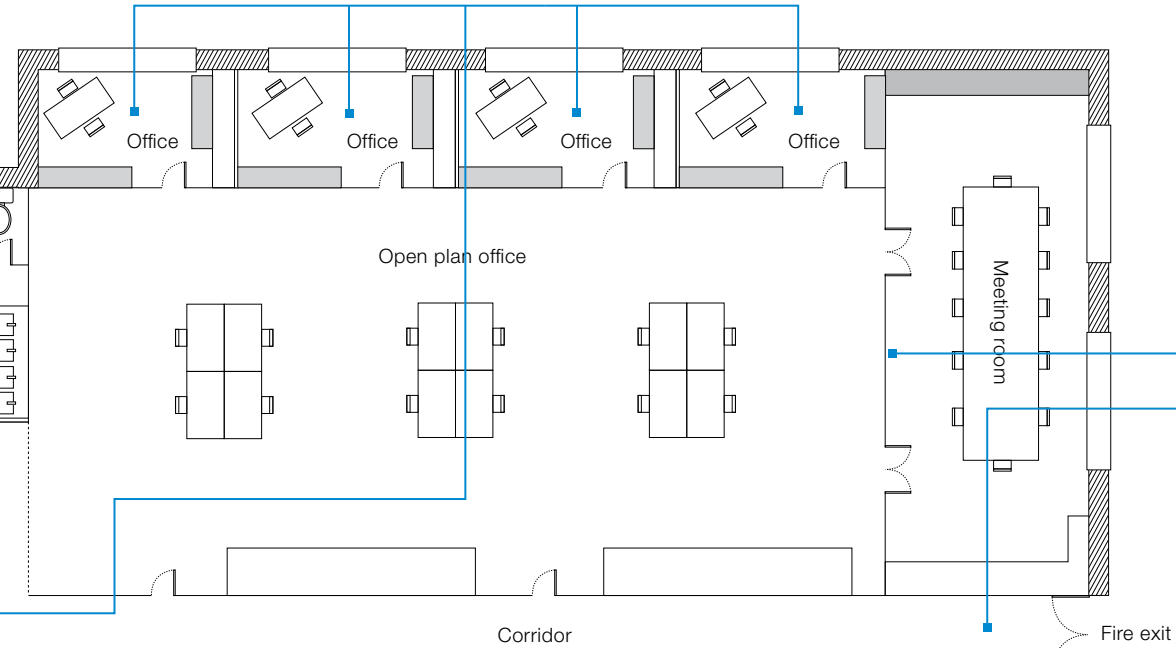 Office
Office
Office
Office
Open plan office
Meeting room
Corridor
Fire exit